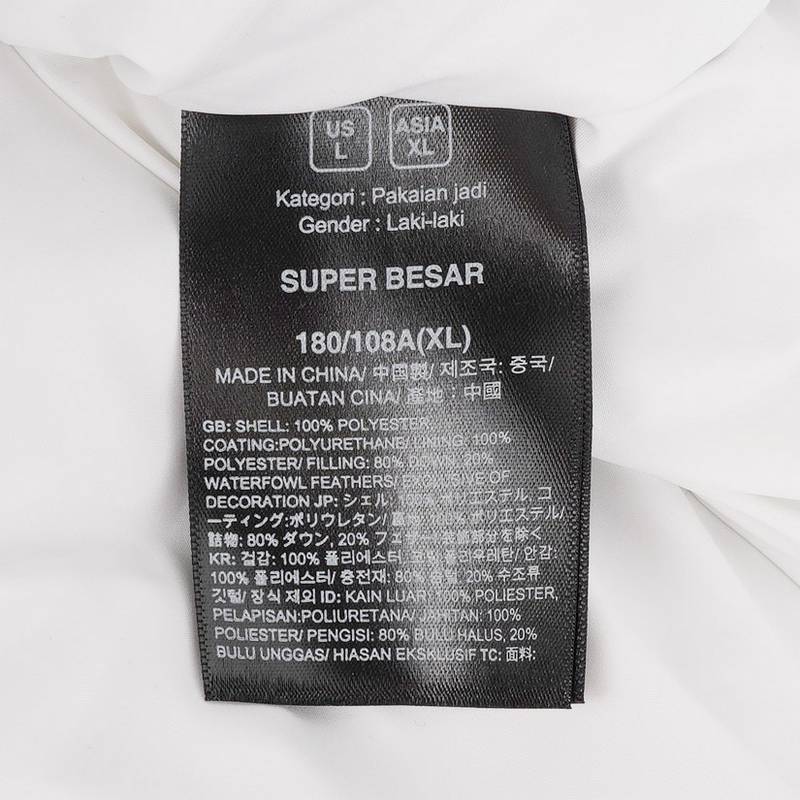 US ASIA
L XL
Kategori : Pakaian jadi
Gender : Laki-laki
SUPER BESAR
180/108A(XL)
MADE IN CHINA/ 中国製/ 제조국: 중국/
BUATAN CINA/ 產地：中國
GB: SHELL: 100% POLYESTER,
COATING:POLYURETHANE/ LINING: 100%
POLYESTER/ FILLING: 80% DOWN, 20%
WATERFOWL FEATHERS/ EXCLUSIVE OF
DECORATION JP: シェル: 100% ポリエステル, コ
ーティング:ポリウレタン/ 裏地: 100% ポリエステル/
詰物: 80% ダウン, 20% フェザー/ 装飾部分を除く
KR: 겉감: 100% 폴리에스터, 코팅:폴리우레탄/ 안감:
100% 폴리에스터/ 충전재: 80% 솜털, 20% 수조류
깃털/ 장식 제외 ID: KAIN LUAR: 100% POLIESTER,
PELAPISAN:POLIURETANA/ JAHITAN: 100%
POLIESTER/ PENGISI: 80% BULU HALUS, 20%
BULU UNGGAS/ HIASAN EKSKLUSIF TC: 面料: